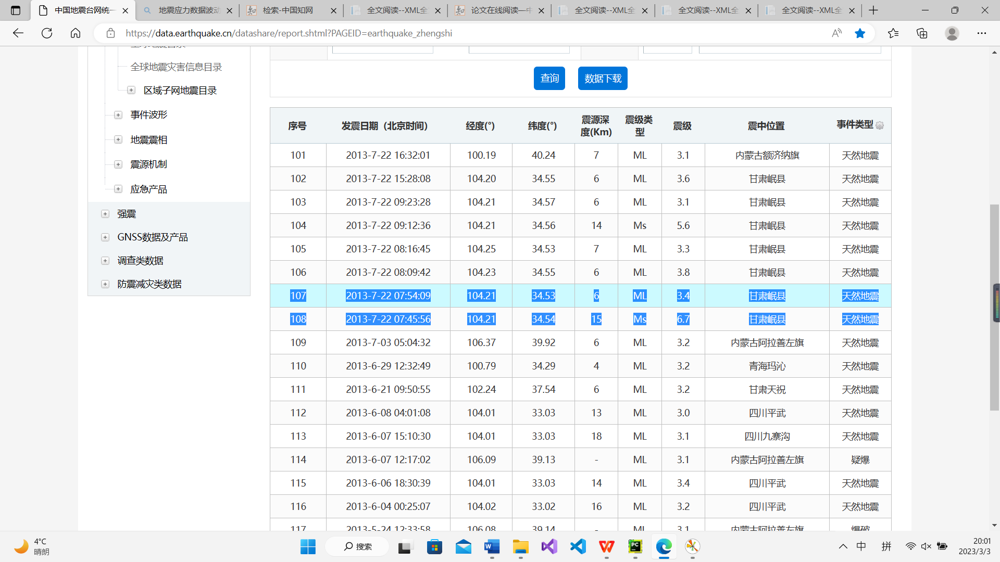 中国地震台网统一
地震应力数据波动
检索-中国知网
全文阅读--XML全
论文在线阅读—中
全文阅读--XML全
全文阅读--XML全
全文阅读--XML全
https://data.earthquake.cn/datashare/report.shtml?PAGEID=earthquake_zhengshi
全球地震灾害信息目录
区域子网地震目录
事件波形
地震震相
震源机制
应急产品
强震
GNSS数据及产品
调查类数据
防震减灾类数据
查询 数据下载
序号 发震日期（北京时间） 经度(°) 纬度(°) 震源深度(Km) 震级类型 震级 震中位置 事件类型
101 2013-7-22 16:32:01 100.19 40.24 7 ML 3.1 内蒙古额济纳旗 天然地震
102 2013-7-22 15:28:08 104.20 34.55 6 ML 3.6 甘肃岷县 天然地震
103 2013-7-22 09:23:28 104.21 34.57 6 ML 3.1 甘肃岷县 天然地震
104 2013-7-22 09:12:36 104.21 34.56 14 Ms 5.6 甘肃岷县 天然地震
105 2013-7-22 08:16:45 104.25 34.53 7 ML 3.3 甘肃岷县 天然地震
106 2013-7-22 08:09:42 104.23 34.55 6 ML 3.8 甘肃岷县 天然地震
107 2013-7-22 07:54:09 104.21 34.53 6 ML 3.4 甘肃岷县 天然地震
108 2013-7-22 07:45:56 104.21 34.54 15 Ms 6.7 甘肃岷县 天然地震
109 2013-7-03 05:04:32 106.37 39.92 6 ML 3.2 内蒙古阿拉善左旗 天然地震
110 2013-6-29 12:32:49 100.79 34.29 4 ML 3.2 青海玛沁 天然地震
111 2013-6-21 09:50:55 102.24 37.54 6 ML 3.2 甘肃天祝 天然地震
112 2013-6-08 04:01:08 104.01 33.03 13 ML 3.0 四川平武 天然地震
113 2013-6-07 15:10:30 104.01 33.03 18 ML 3.1 四川九寨沟 天然地震
114 2013-6-07 12:17:02 106.09 39.13 - ML 3.1 内蒙古阿拉善左旗 疑爆
115 2013-6-06 18:30:39 104.01 33.03 14 ML 3.4 四川平武 天然地震
116 2013-6-04 00:25:07 104.02 33.02 16 ML 3.2 四川平武 天然地震
117 2013-5-24 12:33:58 106.08 39.14 - ML 3.1 内蒙古阿拉善左旗 爆破
4°C
晴朗
搜索
中 拼
20:01
2023/3/3